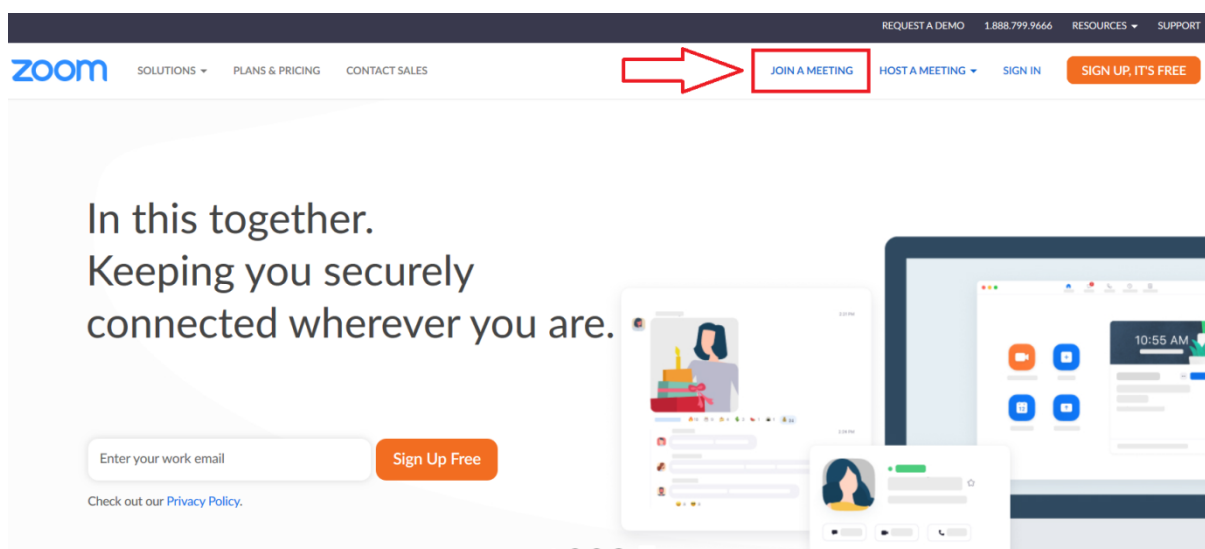 REQUEST A DEMO 1.888.799.9666 RESOURCES SUPPORT
zoom SOLUTIONS PLANS & PRICING CONTACT SALES JOIN A MEETING HOST A MEETING SIGN IN SIGN UP, IT'S FREE
In this together.
Keeping you securely
connected wherever you are.
10:55 AM
Enter your work email Sign Up Free
Check out our Privacy Policy.